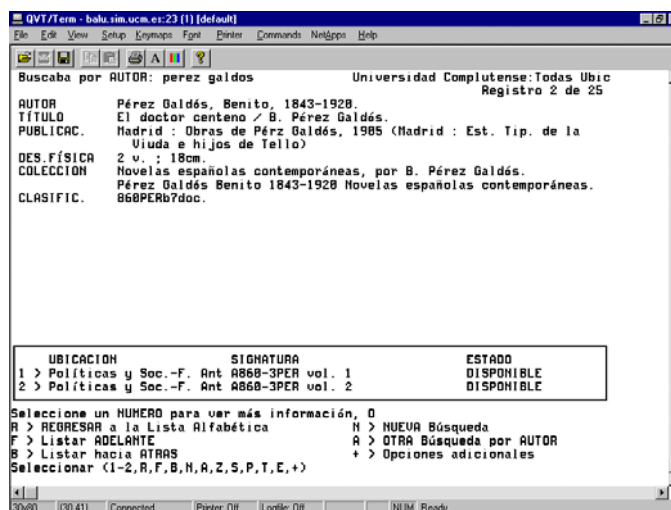 QVT/Term - balu.sim.ucm.es:23 (1) [default]
File Edit View Setup Keymaps Font Printer Commands NetApps Help
Buscaba por AUTOR: perez galdos Universidad Complutense:Todas Ubic
Registro 2 de 25
AUTOR Pérez Galdós, Benito, 1843-1920.
TÍTULO El doctor centeno / B. Pérez Galdós.
PUBLICAC. Madrid : Obras de Pérz Galdós, 1905 (Madrid : Est. Tip. de la
Viuda e hijos de Tello)
DES.FÍSICA 2 v. ; 18cm.
COLECCION Novelas españolas contemporáneas, por B. Pérez Galdós.
Pérez Galdós Benito 1843-1920 Novelas españolas contemporáneas.
CLASIFIC. 860PERb7doc.
UBICACION SIGNATURA ESTADO
1 > Políticas y Soc.-F. Ant A860-3PER vol. 1 DISPONIBLE
2 > Políticas y Soc.-F. Ant A860-3PER vol. 2 DISPONIBLE
Seleccione un NUMERO para ver más información, O
R > REGRESAR a la Lista Alfabética N > NUEVA Búsqueda
F > Listar ADELANTE A > OTRA Búsqueda por AUTOR
B > Listar hacia ATRAS + > Opciones adicionales
Seleccionar (1-2,R,F,B,N,A,Z,S,P,T,E,+)
30x80 (30,41) Connected Printer: Off Logfile: Off NUM Ready